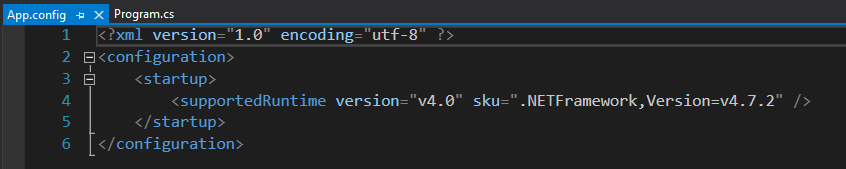 App.config Program.cs
1 <?xml version="1.0" encoding="utf-8" ?>
2 <configuration>
3 <startup>
4 <supportedRuntime version="v4.0" sku=".NETFramework,Version=v4.7.2" />
5 </startup>
6 </configuration>